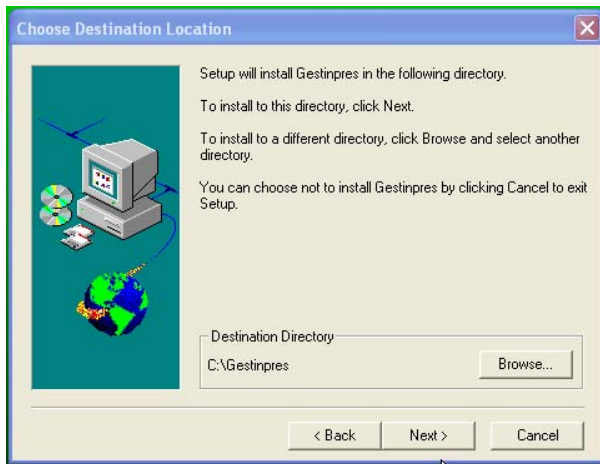 Choose Destination Location
Setup will install Gestinpres in the following directory.
To install to this directory, click Next.
To install to a different directory, click Browse and select another
directory.
You can choose not to install Gestinpres by clicking Cancel to exit
Setup.
Destination Directory
C:\Gestinpres
Browse...
< Back
Next >
Cancel